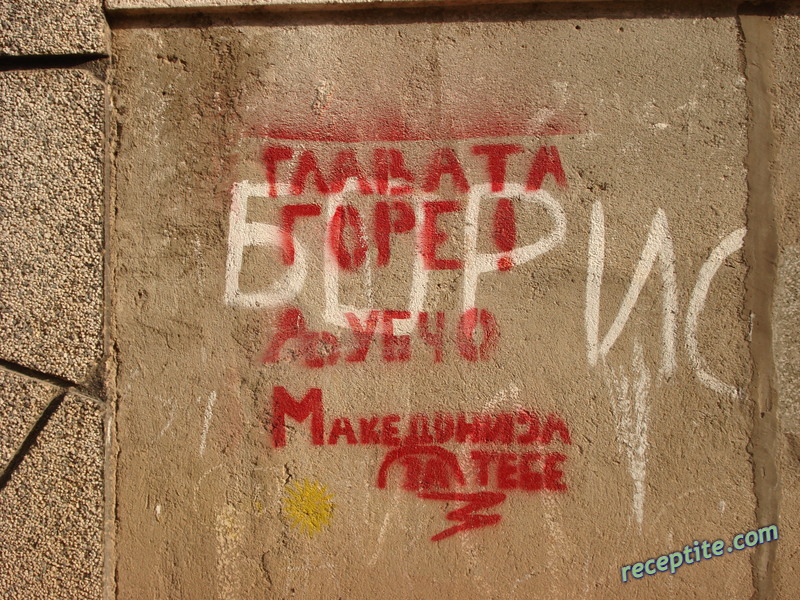 ГЛАВАТА
ГОРЕ!
БОРИС
ЉУБЧО
МАКЕДОНИЈА
ЗА ТЕБЕ
receptite.com